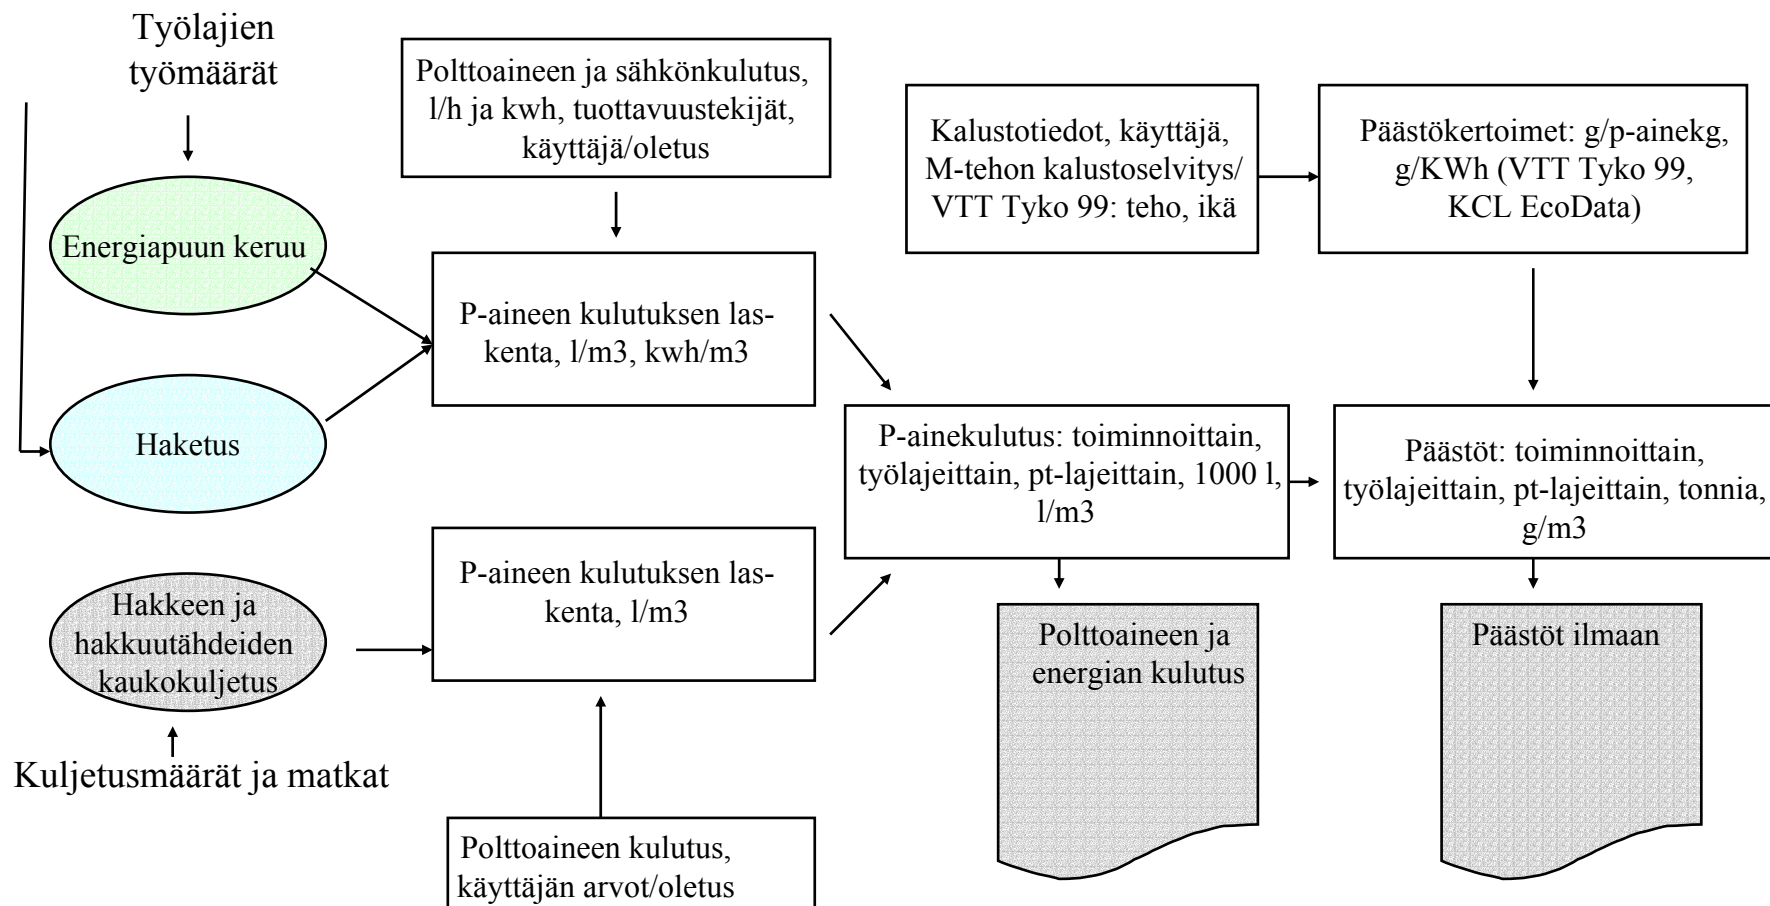 Työlajien
työmäärät
Polttoaineen ja sähkönkulutus,
l/h ja kwh, tuottavuustekijät,
käyttäjä/oletus
Kalustotiedot, käyttäjä,
M-tehon kalustoselvitys/
VTT Tyko 99: teho, ikä
Päästökertoimet: g/p-ainekg,
g/KWh (VTT Tyko 99,
KCL EcoData)
Energiapuun keruu
P-aineen kulutuksen las-
kenta, l/m3, kwh/m3
Haketus
P-ainekulutus: toiminnoittain,
työlajeittain, pt-lajeittain, 1000 l,
l/m3
Päästöt: toiminnoittain,
työlajeittain, pt-lajeittain, tonnia,
g/m3
Hakkeen ja
hakkuutähdeiden
kaukokuljetus
P-aineen kulutuksen las-
kenta, l/m3
Polttoaineen ja
energian kulutus
Päästöt ilmaan
Kuljetusmäärät ja matkat
Polttoaineen kulutus,
käyttäjän arvot/oletus